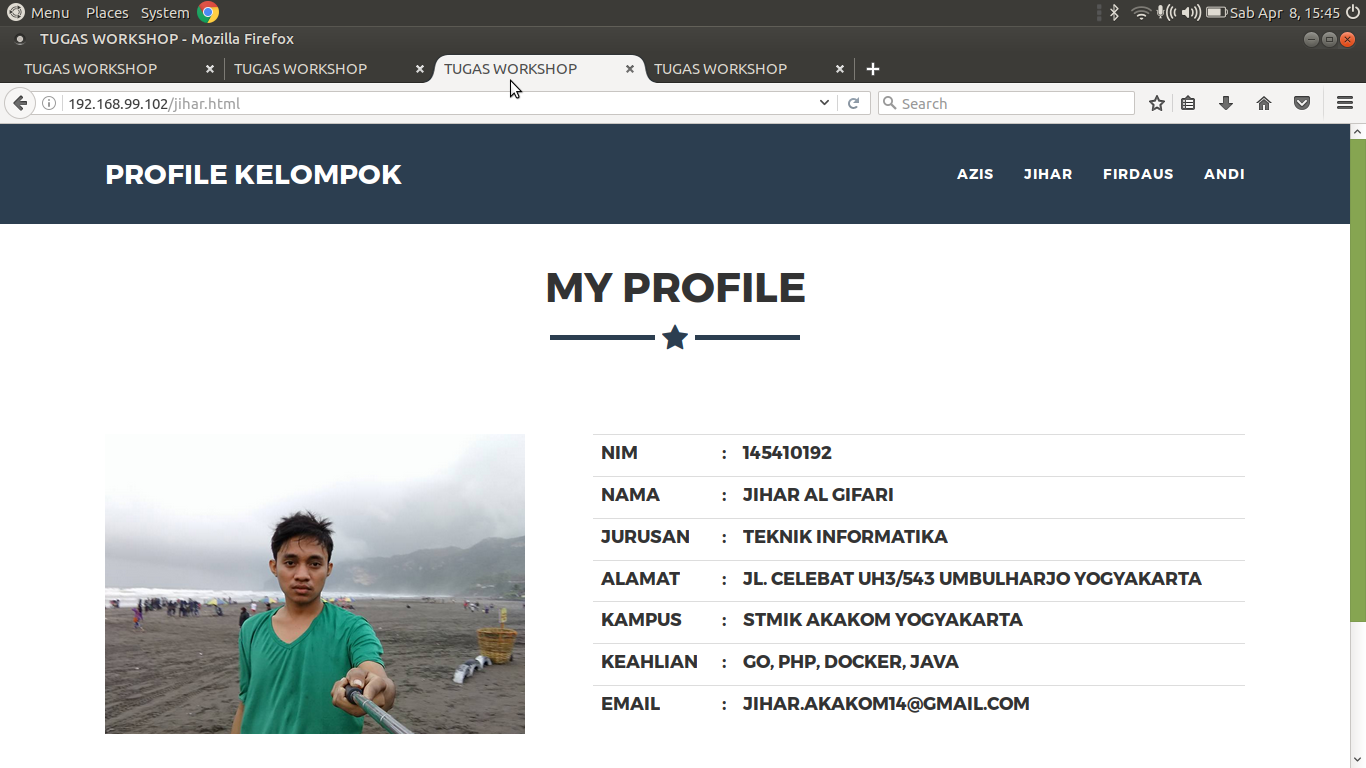 Menu Places System Sab Apr 8, 15:45
TUGAS WORKSHOP - Mozilla Firefox
TUGAS WORKSHOP TUGAS WORKSHOP TUGAS WORKSHOP TUGAS WORKSHOP
192.168.99.102/jihar.html Search
PROFILE KELOMPOK AZIS JIHAR FIRDAUS ANDI
MY PROFILE
NIM : 145410192
NAMA : JIHAR AL GIFARI
JURUSAN : TEKNIK INFORMATIKA
ALAMAT : JL. CELEBAT UH3/543 UMBULHARJO YOGYAKARTA
KAMPUS : STMIK AKAKOM YOGYAKARTA
KEAHLIAN : GO, PHP, DOCKER, JAVA
EMAIL : JIHAR.AKAKOM14@GMAIL.COM